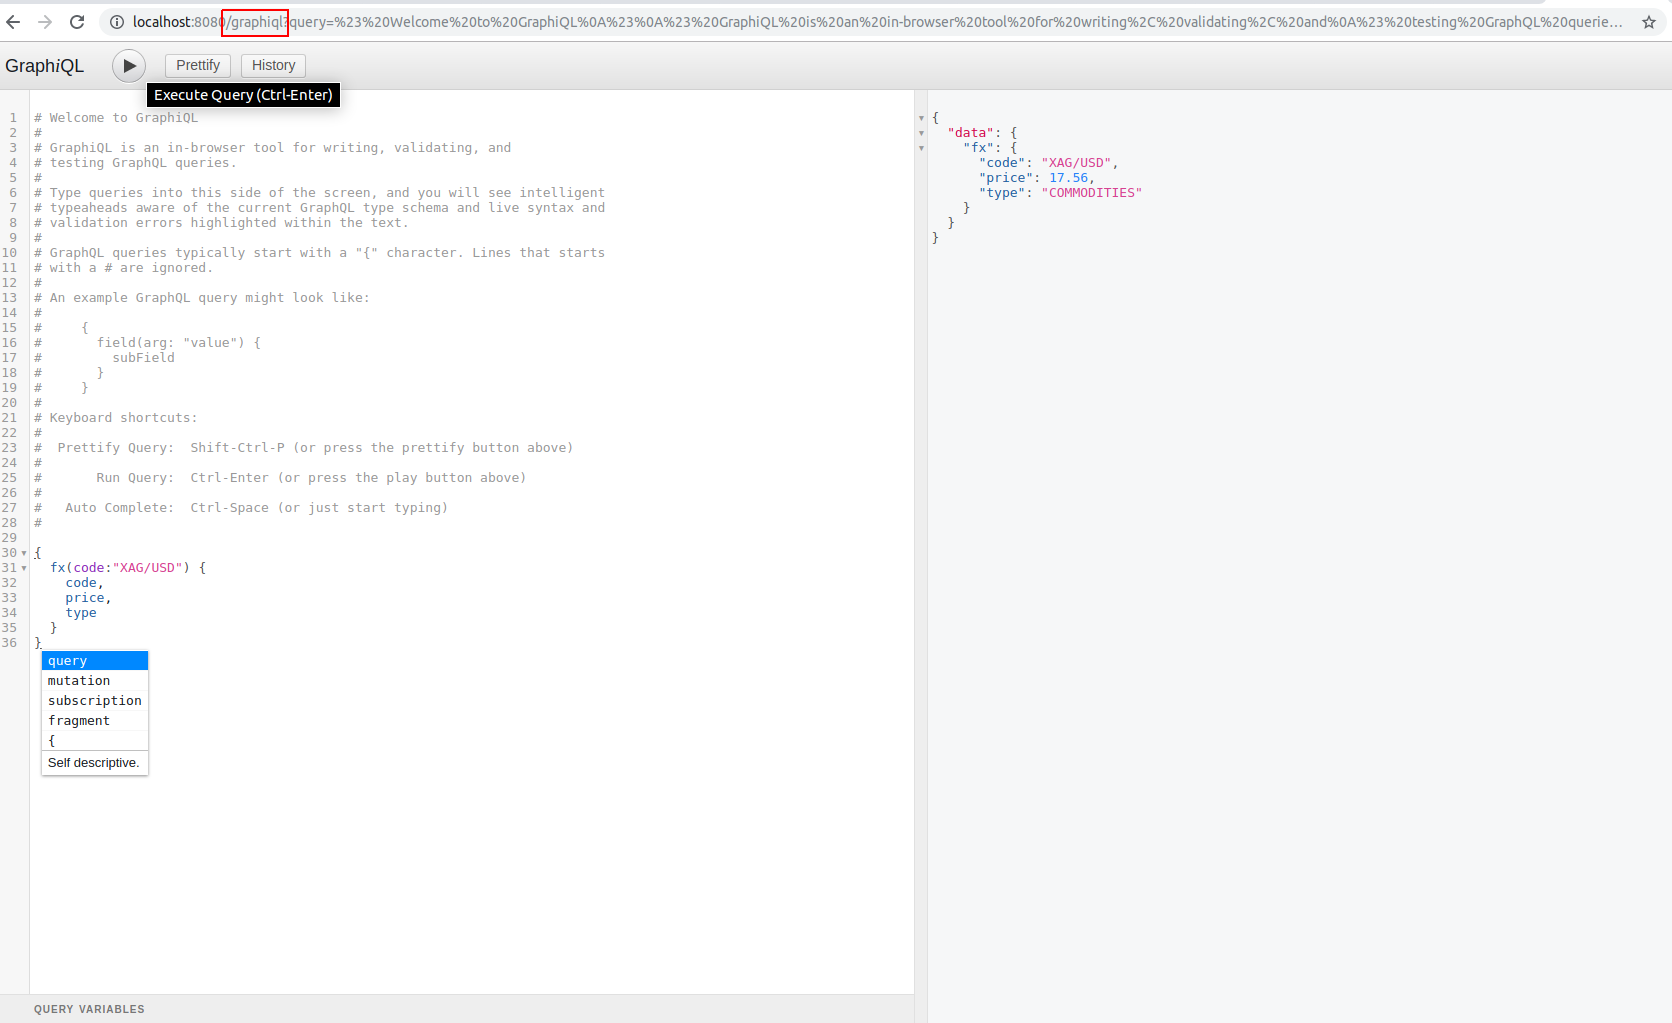 localhost:8080/graphiql?query=%23%20Welcome%20to%20GraphiQL%0A%23%0A%23%20GraphiQL%20is%20an%20in-browser%20tool%20for%20writing%2C%20validating%2C%20and%0A%23%20testing%20GraphQL%20querie...
GraphiQL
Prettify
History
Execute Query (Ctrl-Enter)
1 # Welcome to GraphiQL
2 #
3 # GraphiQL is an in-browser tool for writing, validating, and
4 # testing GraphQL queries.
5 #
6 # Type queries into this side of the screen, and you will see intelligent
7 # typeaheads aware of the current GraphQL type schema and live syntax and
8 # validation errors highlighted within the text.
9 #
10 # GraphQL queries typically start with a "{" character. Lines that starts
11 # with a # are ignored.
12 #
13 # An example GraphQL query might look like:
14 #
15 #     {
16 #       field(arg: "value") {
17 #         subField
18 #       }
19 #     }
20 #
21 # Keyboard shortcuts:
22 #
23 #  Prettify Query:  Shift-Ctrl-P (or press the prettify button above)
24 #
25 #       Run Query:  Ctrl-Enter (or press the play button above)
26 #
27 #   Auto Complete:  Ctrl-Space (or just start typing)
28 #
29
30 {
31   fx(code:"XAG/USD") {
32     code,
33     price,
34     type
35   }
36 }
query
mutation
subscription
fragment
{
Self descriptive.
QUERY VARIABLES
{
  "data": {
    "fx": {
      "code": "XAG/USD",
      "price": 17.56,
      "type": "COMMODITIES"
    }
  }
}